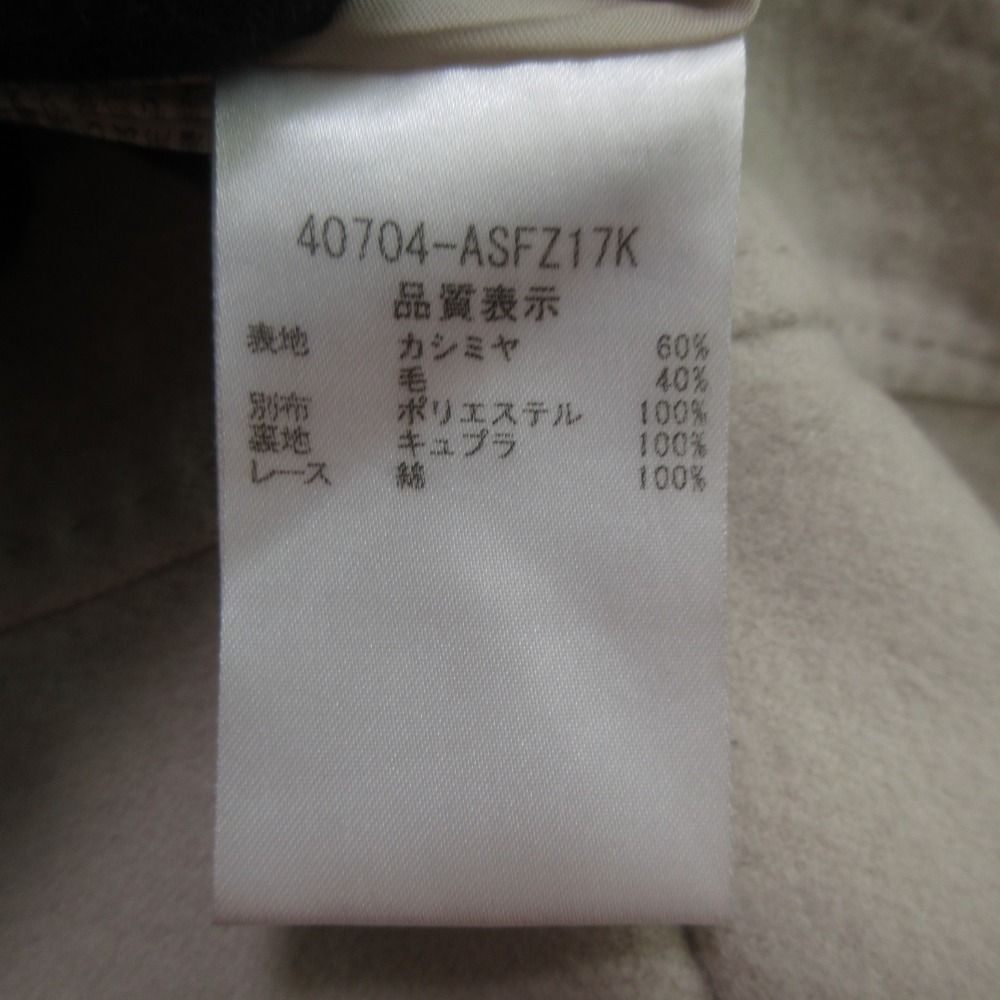 40704-ASFZ17K
品質表示
表地 カシミヤ 60%
毛 40%
別布 ポリエステル 100%
裏地 キュプラ 100%
レース 綿 100%